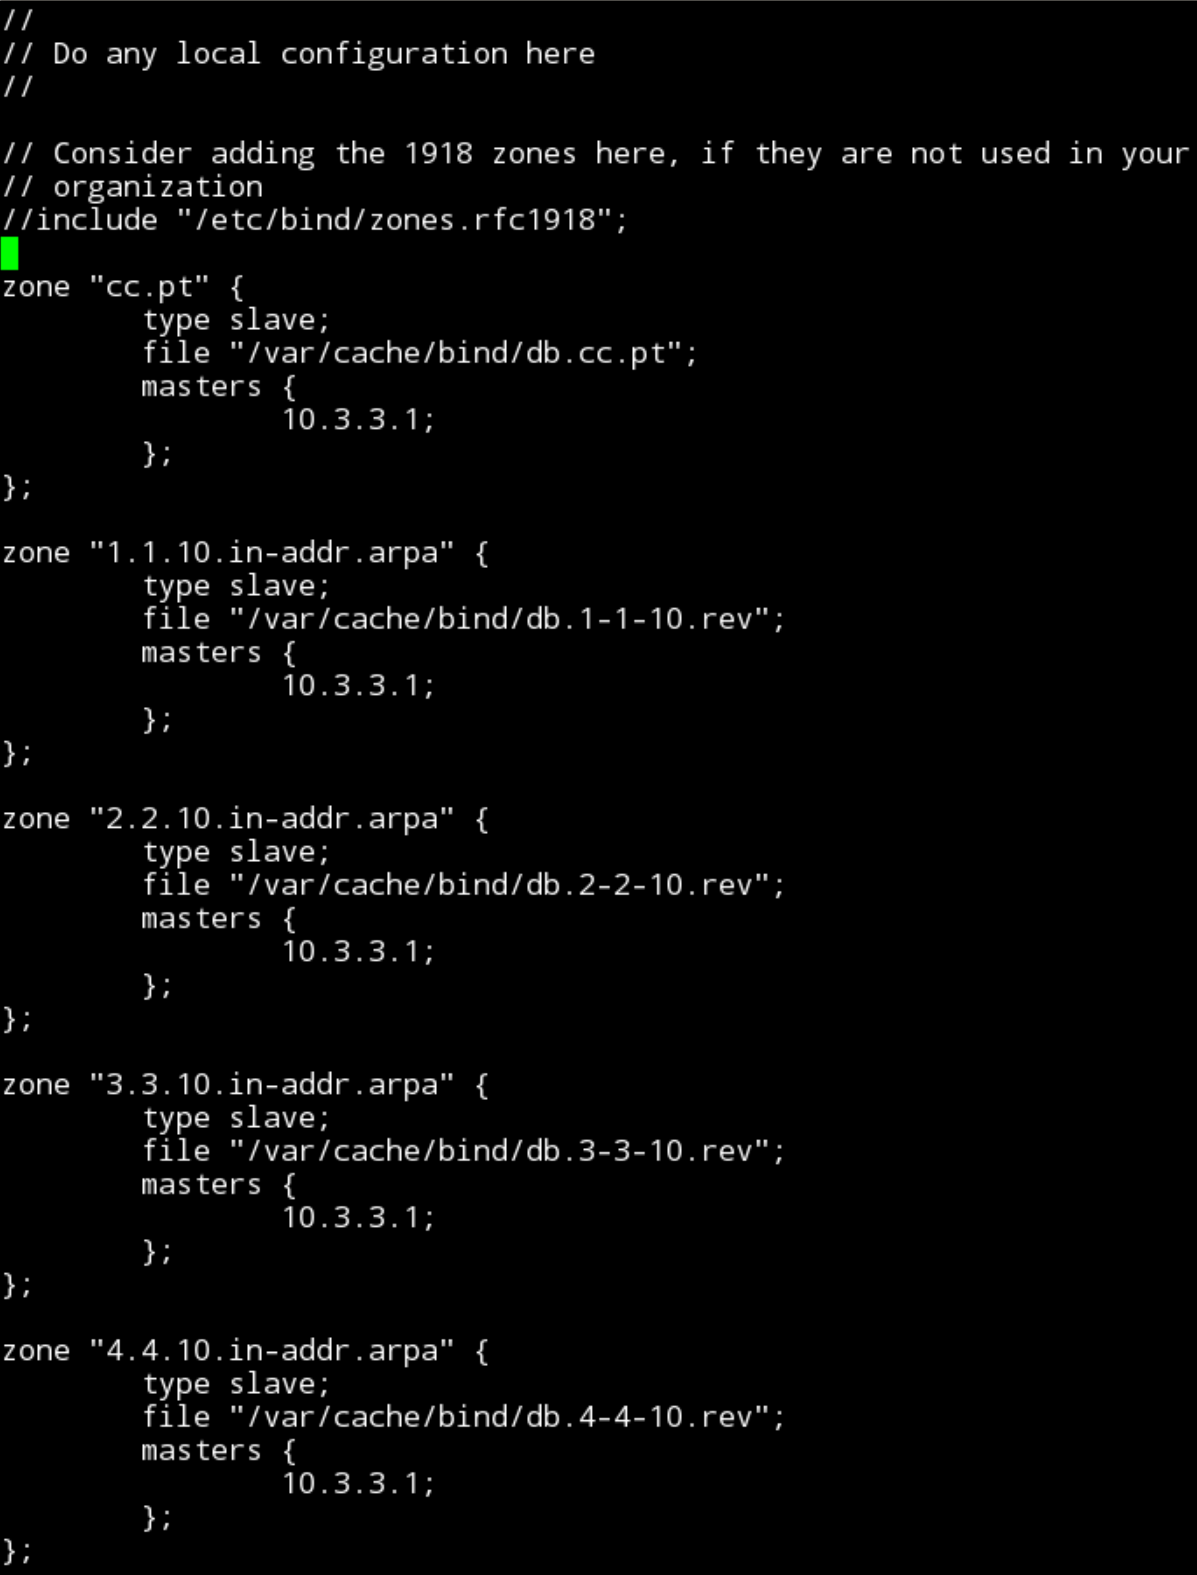 //
// Do any local configuration here
//

// Consider adding the 1918 zones here, if they are not used in your
// organization
//include "/etc/bind/zones.rfc1918";

zone "cc.pt" {
        type slave;
        file "/var/cache/bind/db.cc.pt";
        masters {
                10.3.3.1;
        };
};

zone "1.1.10.in-addr.arpa" {
        type slave;
        file "/var/cache/bind/db.1-1-10.rev";
        masters {
                10.3.3.1;
        };
};

zone "2.2.10.in-addr.arpa" {
        type slave;
        file "/var/cache/bind/db.2-2-10.rev";
        masters {
                10.3.3.1;
        };
};

zone "3.3.10.in-addr.arpa" {
        type slave;
        file "/var/cache/bind/db.3-3-10.rev";
        masters {
                10.3.3.1;
        };
};

zone "4.4.10.in-addr.arpa" {
        type slave;
        file "/var/cache/bind/db.4-4-10.rev";
        masters {
                10.3.3.1;
        };
};